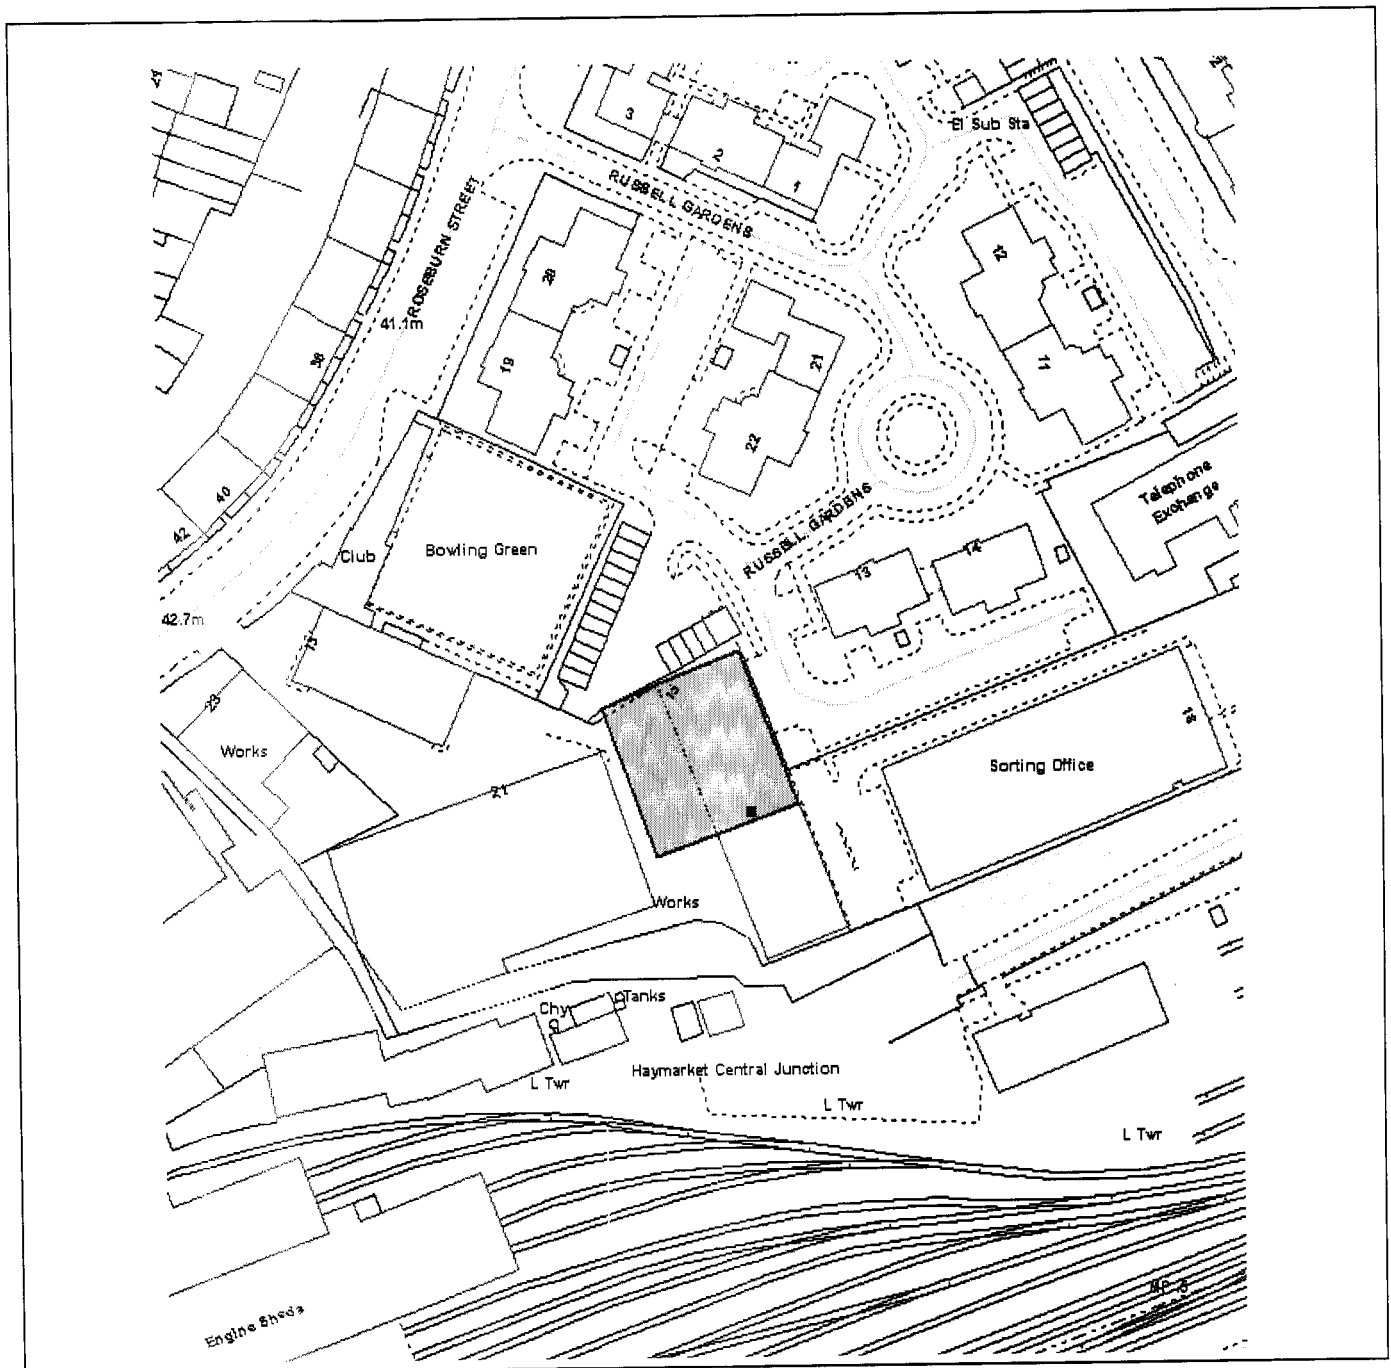 3
2
1
El Sub Sta
RUSSELL GARDENS
ROSEBURN STREET
12
20
41.1m
38
19
21
11
22
Telephone
Exchange
40
42
RUSSELL GARDENS
Club
Bowling Green
14
13
42.7m
15
23
Works
18
Sorting Office
21
Works
Chy
Tanks
L Twr
Haymarket Central Junction
L Twr
L Twr
Engine Sheds